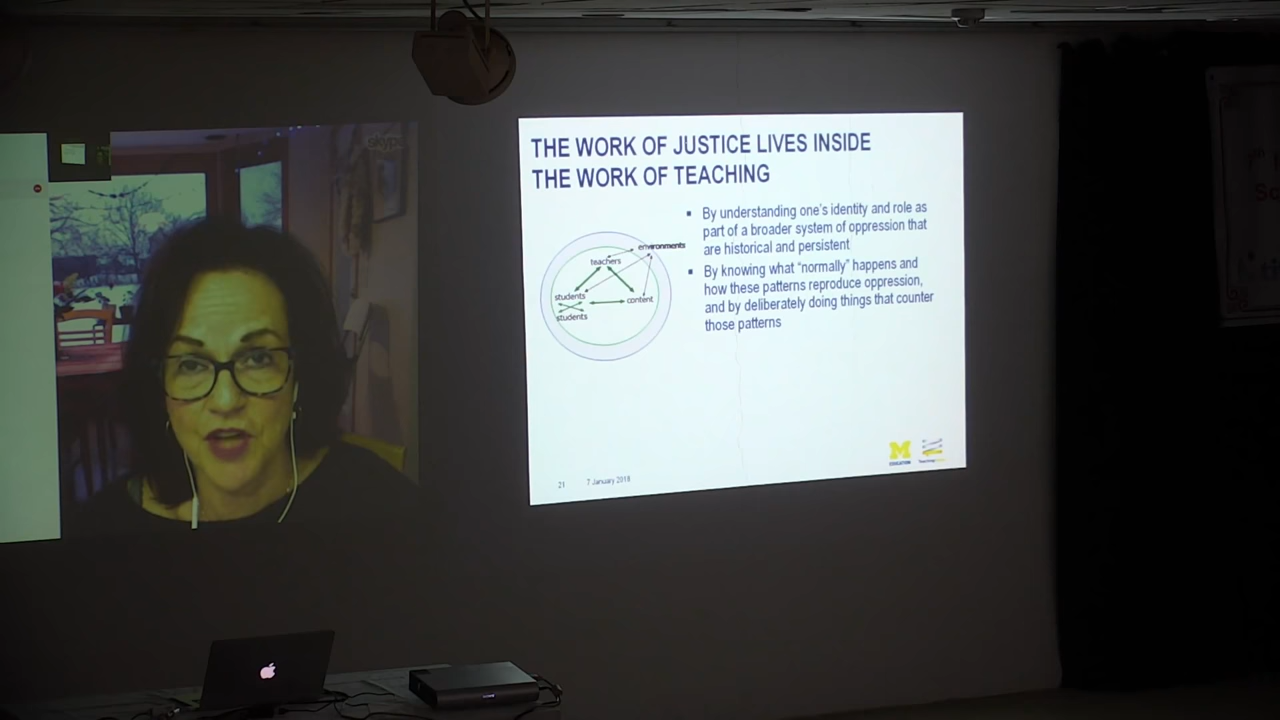 skype
THE WORK OF JUSTICE LIVES INSIDE
THE WORK OF TEACHING
▪ By understanding one's identity and role as
part of a broader system of oppression that
are historical and persistent
▪ By knowing what “normally” happens and
how these patterns reproduce oppression,
and by deliberately doing things that counter
those patterns
environments
teachers
students
content
students
M
EDUCATION
21
7 January 2018